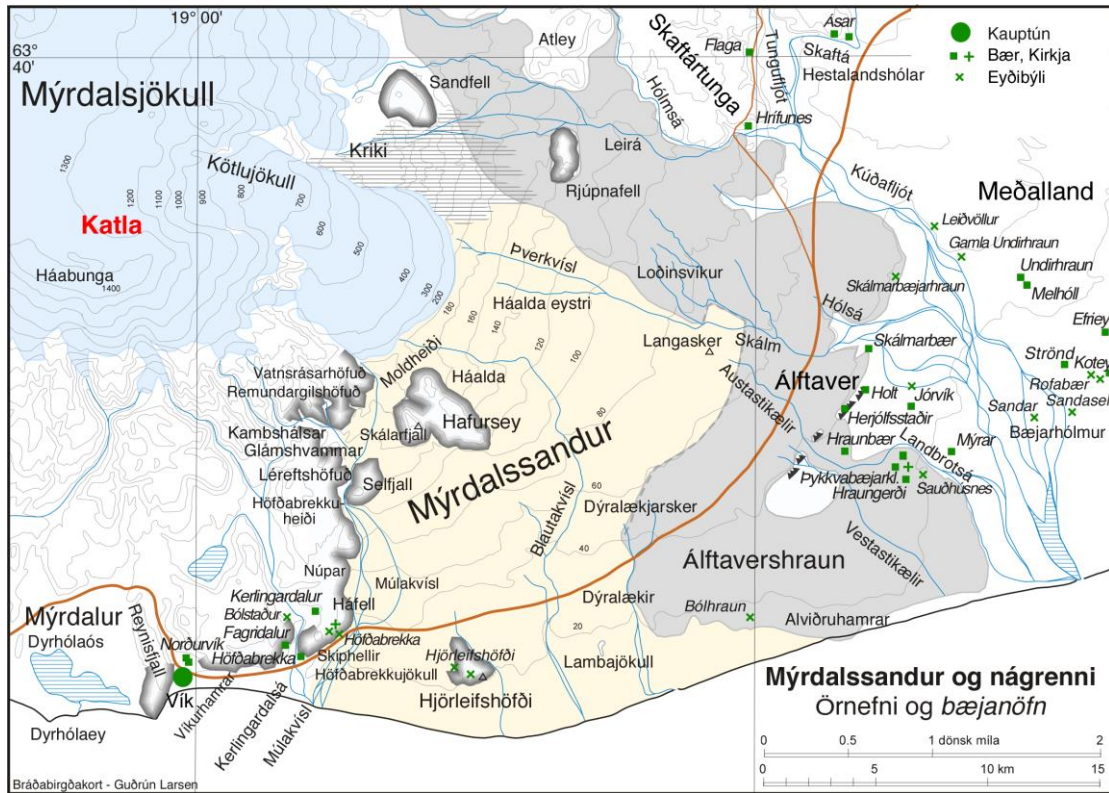 19°00'
63°
40'
Mýrdalsjökull
Atley
Sandfell
Flaga
Skaftártunga
Tungufljót
Ásar
Skaftá
Hestalandshólar
Kauptún
Bær, Kirkja
Eyðibýli
Hólmsá
Hrífunes
Kriki
Leirá
Rjúpnafell
Kötlujökull
Katla
Háabunga
1300
1200
1100
1000
900
800
700
600
500
400
300
200
180
160
140
120
100
80
60
40
20
1400
Kúðafljót
Meðalland
Leiðvöllur
Gamla Undirhraun
Undirhraun
Melhóll
Efriey
Þverkvísl
Loðinsvíkur
Skálmarbæjarhraun
Háalda eystri
Hólsá
Langasker
Skálm
Skálmarbær
Strönd
Kotey
Rofabær
Sandasel
Sandar
Bæjarhólmur
Moldheiði
Vatnsrásarhöfuð
Remundargilshöfuð
Háalda
Hafursey
Skálarfjall
Austastikælir
Álftaver
Holt
Jórvík
Herjólfsstaðir
Kambshálsar
Glámshvammar
Léreftshöfuð
Selfjall
Höfðabrekku-
heiði
Mýrdalssandur
Hraunbær
Landbrotsá
Mýrar
Þykkvabæjarkl.
Hraungerði
Sauðhúsnes
Dýralækjarsker
Blautakvísl
Álftavershraun
Vestastikælir
Núpar
Múlakvísl
Kerlingardalur
Bólstaður
Háfell
Fagridalur
Dýralækir
Bólhraun
Alviðruhamrar
Mýrdalur
Dyrhólaós
Reynisfjall
Norðurvík
Höfðabrekka
Höfðabrekka
Skiphellir
Höfðabrekkujökull
Hjörleifshöfði
Hjörleifshöfði
Lambajökull
Vík
Víkurhamrar
Kerlingardalsá
Múlakvísl
Dyrhólaey
Mýrdalssandur og nágrenni
Örnefni og bæjanöfn
0 0.5 1 dönsk míla 2
0 5 10 km 15
Bráðabirgðakort - Guðrún Larsen